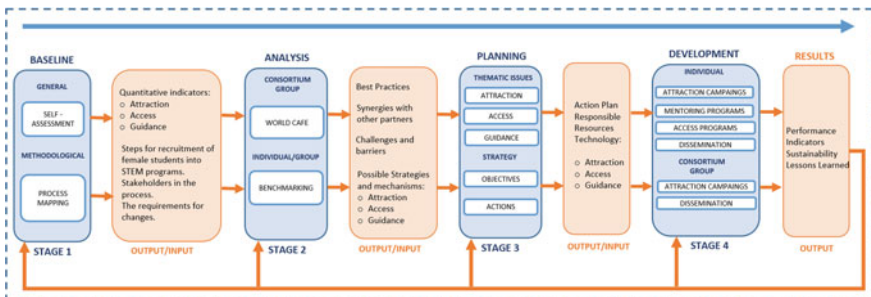 BASELINE
GENERAL
SELF -
ASSESSMENT
METHODOLOGICAL
PROCESS
MAPPING
STAGE 1
Quantitative indicators:
o Attraction
o Access
o Guidance
Steps for recruitment of
female students into
STEM programs.
Stakeholders in the
process.
The requirements for
changes.
OUTPUT/INPUT
ANALYSIS
CONSORTIUM
GROUP
WORLD CAFE
INDIVIDUAL/GROUP
BENCHMARKING
STAGE 2
Best Practices
Synergies with
other partners
Challenges and
barriers
Possible Strategies
and mechanisms:
o Attraction
o Access
o Guidance
OUTPUT/INPUT
PLANNING
THEMATIC ISSUES
ATTRACTION
ACCESS
GUIDANCE
STRATEGY
OBJECTIVES
ACTIONS
STAGE 3
Action Plan
Responsible
Resources
Technology:
o Attraction
o Access
o Guidance
OUTPUT/INPUT
DEVELOPMENT
INDIVIDUAL
ATTRACTION CAMPAINGS
MENTORING PROGRAMS
ACCESS PROGRAMS
DISSEMINATION
CONSORTIUM
GROUP
ATTRACTION CAMPAINGS
DISSEMINATION
STAGE 4
RESULTS
Performance
Indicators
Sustainability
Lessons Learned
OUTPUT